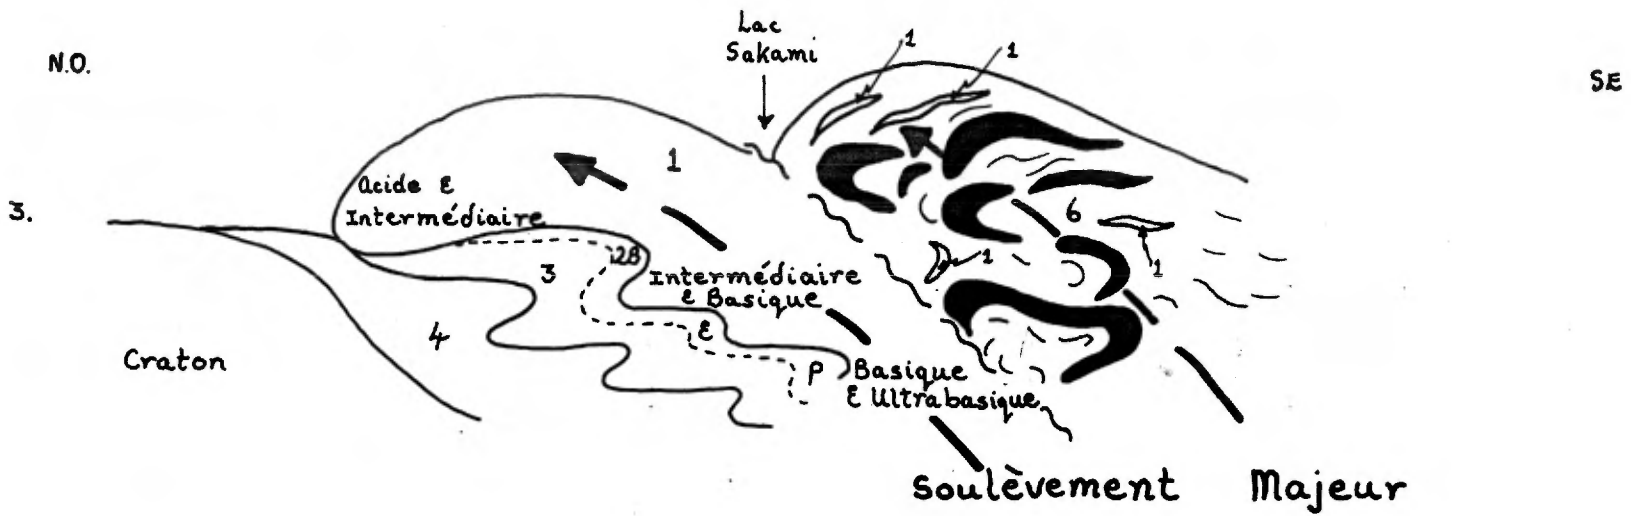 Lac
Sakami
N.O.
SE
1
1
1
Acide &
Intermédiaire
3.
6
2B
3
1
1
Intermédiaire
& Basique
E
4
Craton
P
Basique
& Ultrabasique
Soulèvement Majeur